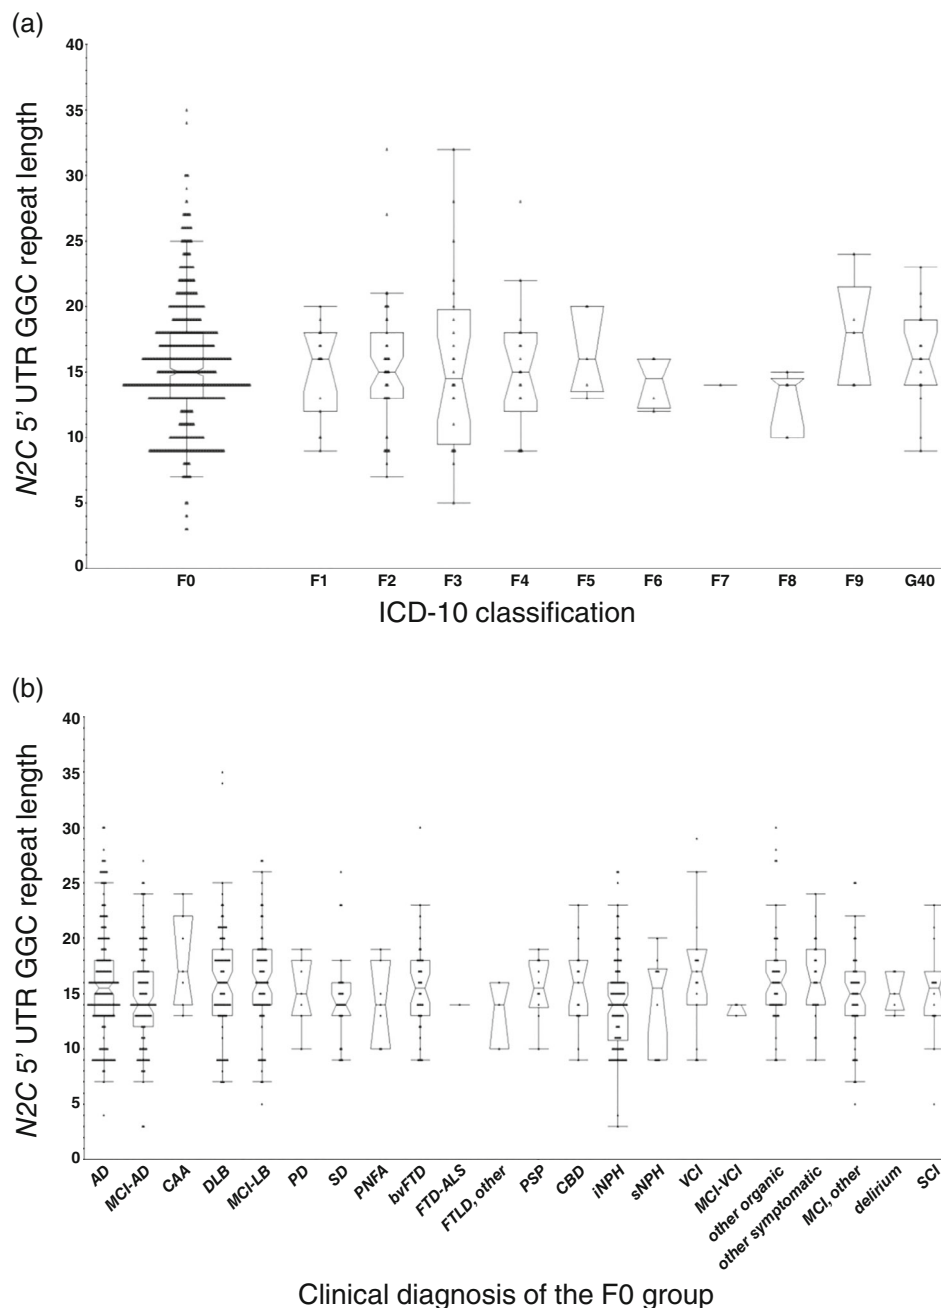 (a)
N2C 5' UTR GGC repeat length
40
35
30
25
20
15
10
5
0
F0 F1 F2 F3 F4 F5 F6 F7 F8 F9 G40
ICD-10 classification
(b)
N2C 5' UTR GGC repeat length
40
35
30
25
20
15
10
5
0
AD MCI-AD CAA DLB MCI-LB PD SD PNFA bvFTD FTD-ALS FTLD, other PSP CBD iNPH sNPH VCI MCI-VCI other organic other symptomatic MCI, other delirium SCI
Clinical diagnosis of the F0 group